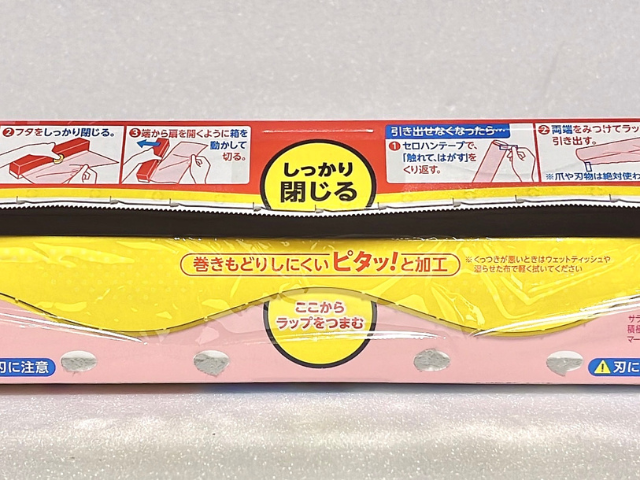 ②フタをしっかり閉じる。
③端から扇を開くように箱を
動かして
切る。
しっかり
閉じる
引き出せなくなったら…
①セロハンテープで、
「触れて、はがす」を
くり返す。
②両端をみつけてラッ
引き出す。
※爪や刃物は絶対使わ
巻きもどりしにくいピタッ!と加工
※くっつきが悪いときはウェットティッシュや
湿らせた布で軽く拭いてください
ここから
ラップをつまむ
サラ
積極
マー
刃に注意
刃に